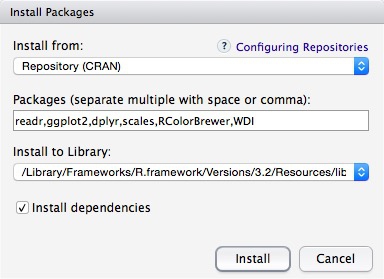 Install Packages
Install from:
? Configuring Repositories
Repository (CRAN)
Packages (separate multiple with space or comma):
readr,ggplot2,dplyr,scales,RColorBrewer,WDI
Install to Library:
/Library/Frameworks/R.framework/Versions/3.2/Resources/lib
Install dependencies
Install Cancel